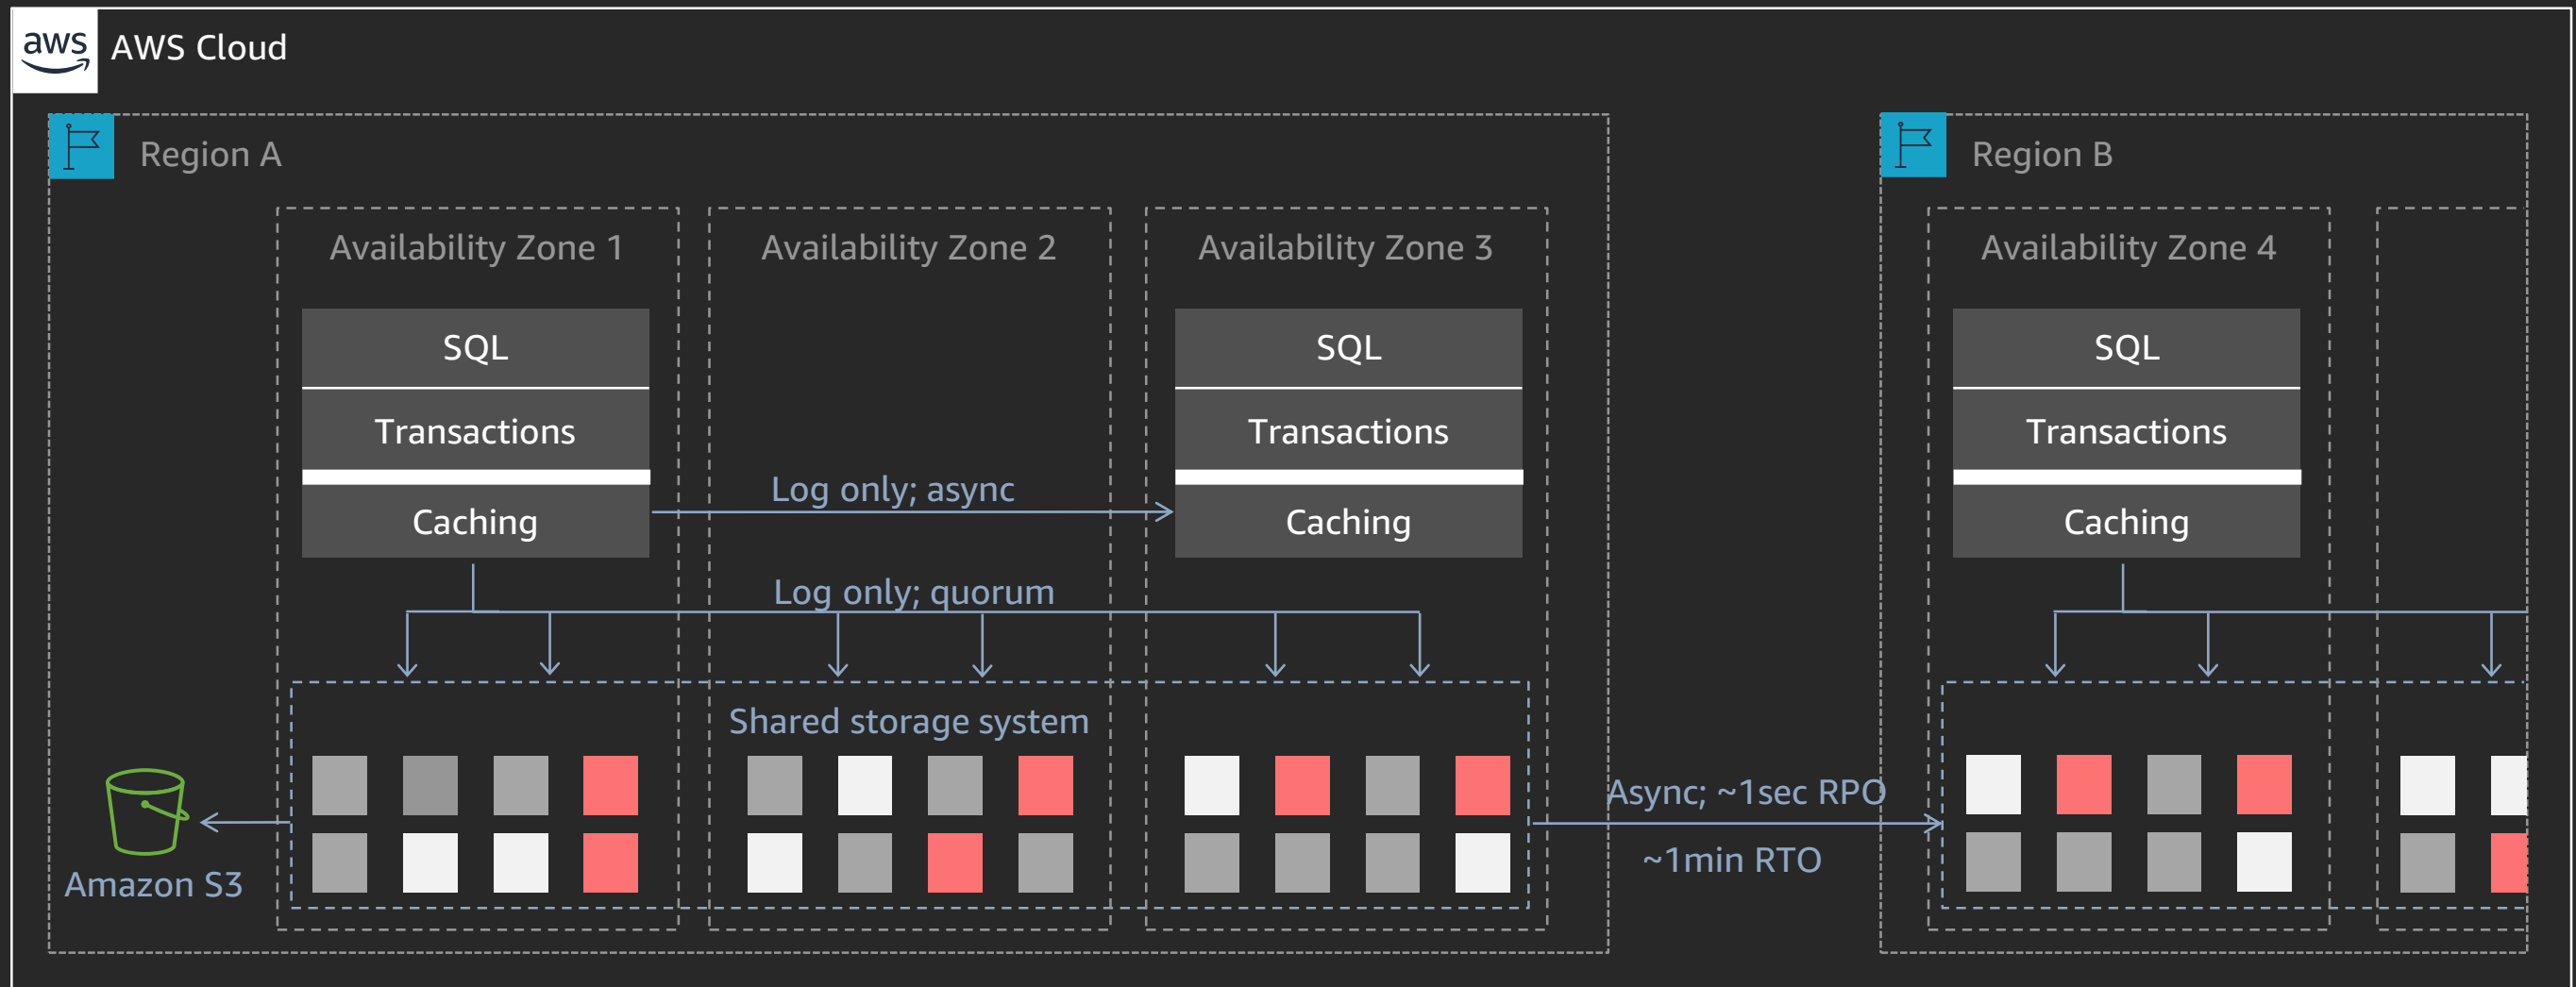 aws
AWS Cloud
Region A
Region B
Availability Zone 1
Availability Zone 2
Availability Zone 3
Availability Zone 4
SQL
SQL
SQL
Transactions
Transactions
Transactions
Log only; async
Caching
Caching
Caching
Log only; quorum
Shared storage system
Async; ~1sec RPO
~1min RTO
Amazon S3